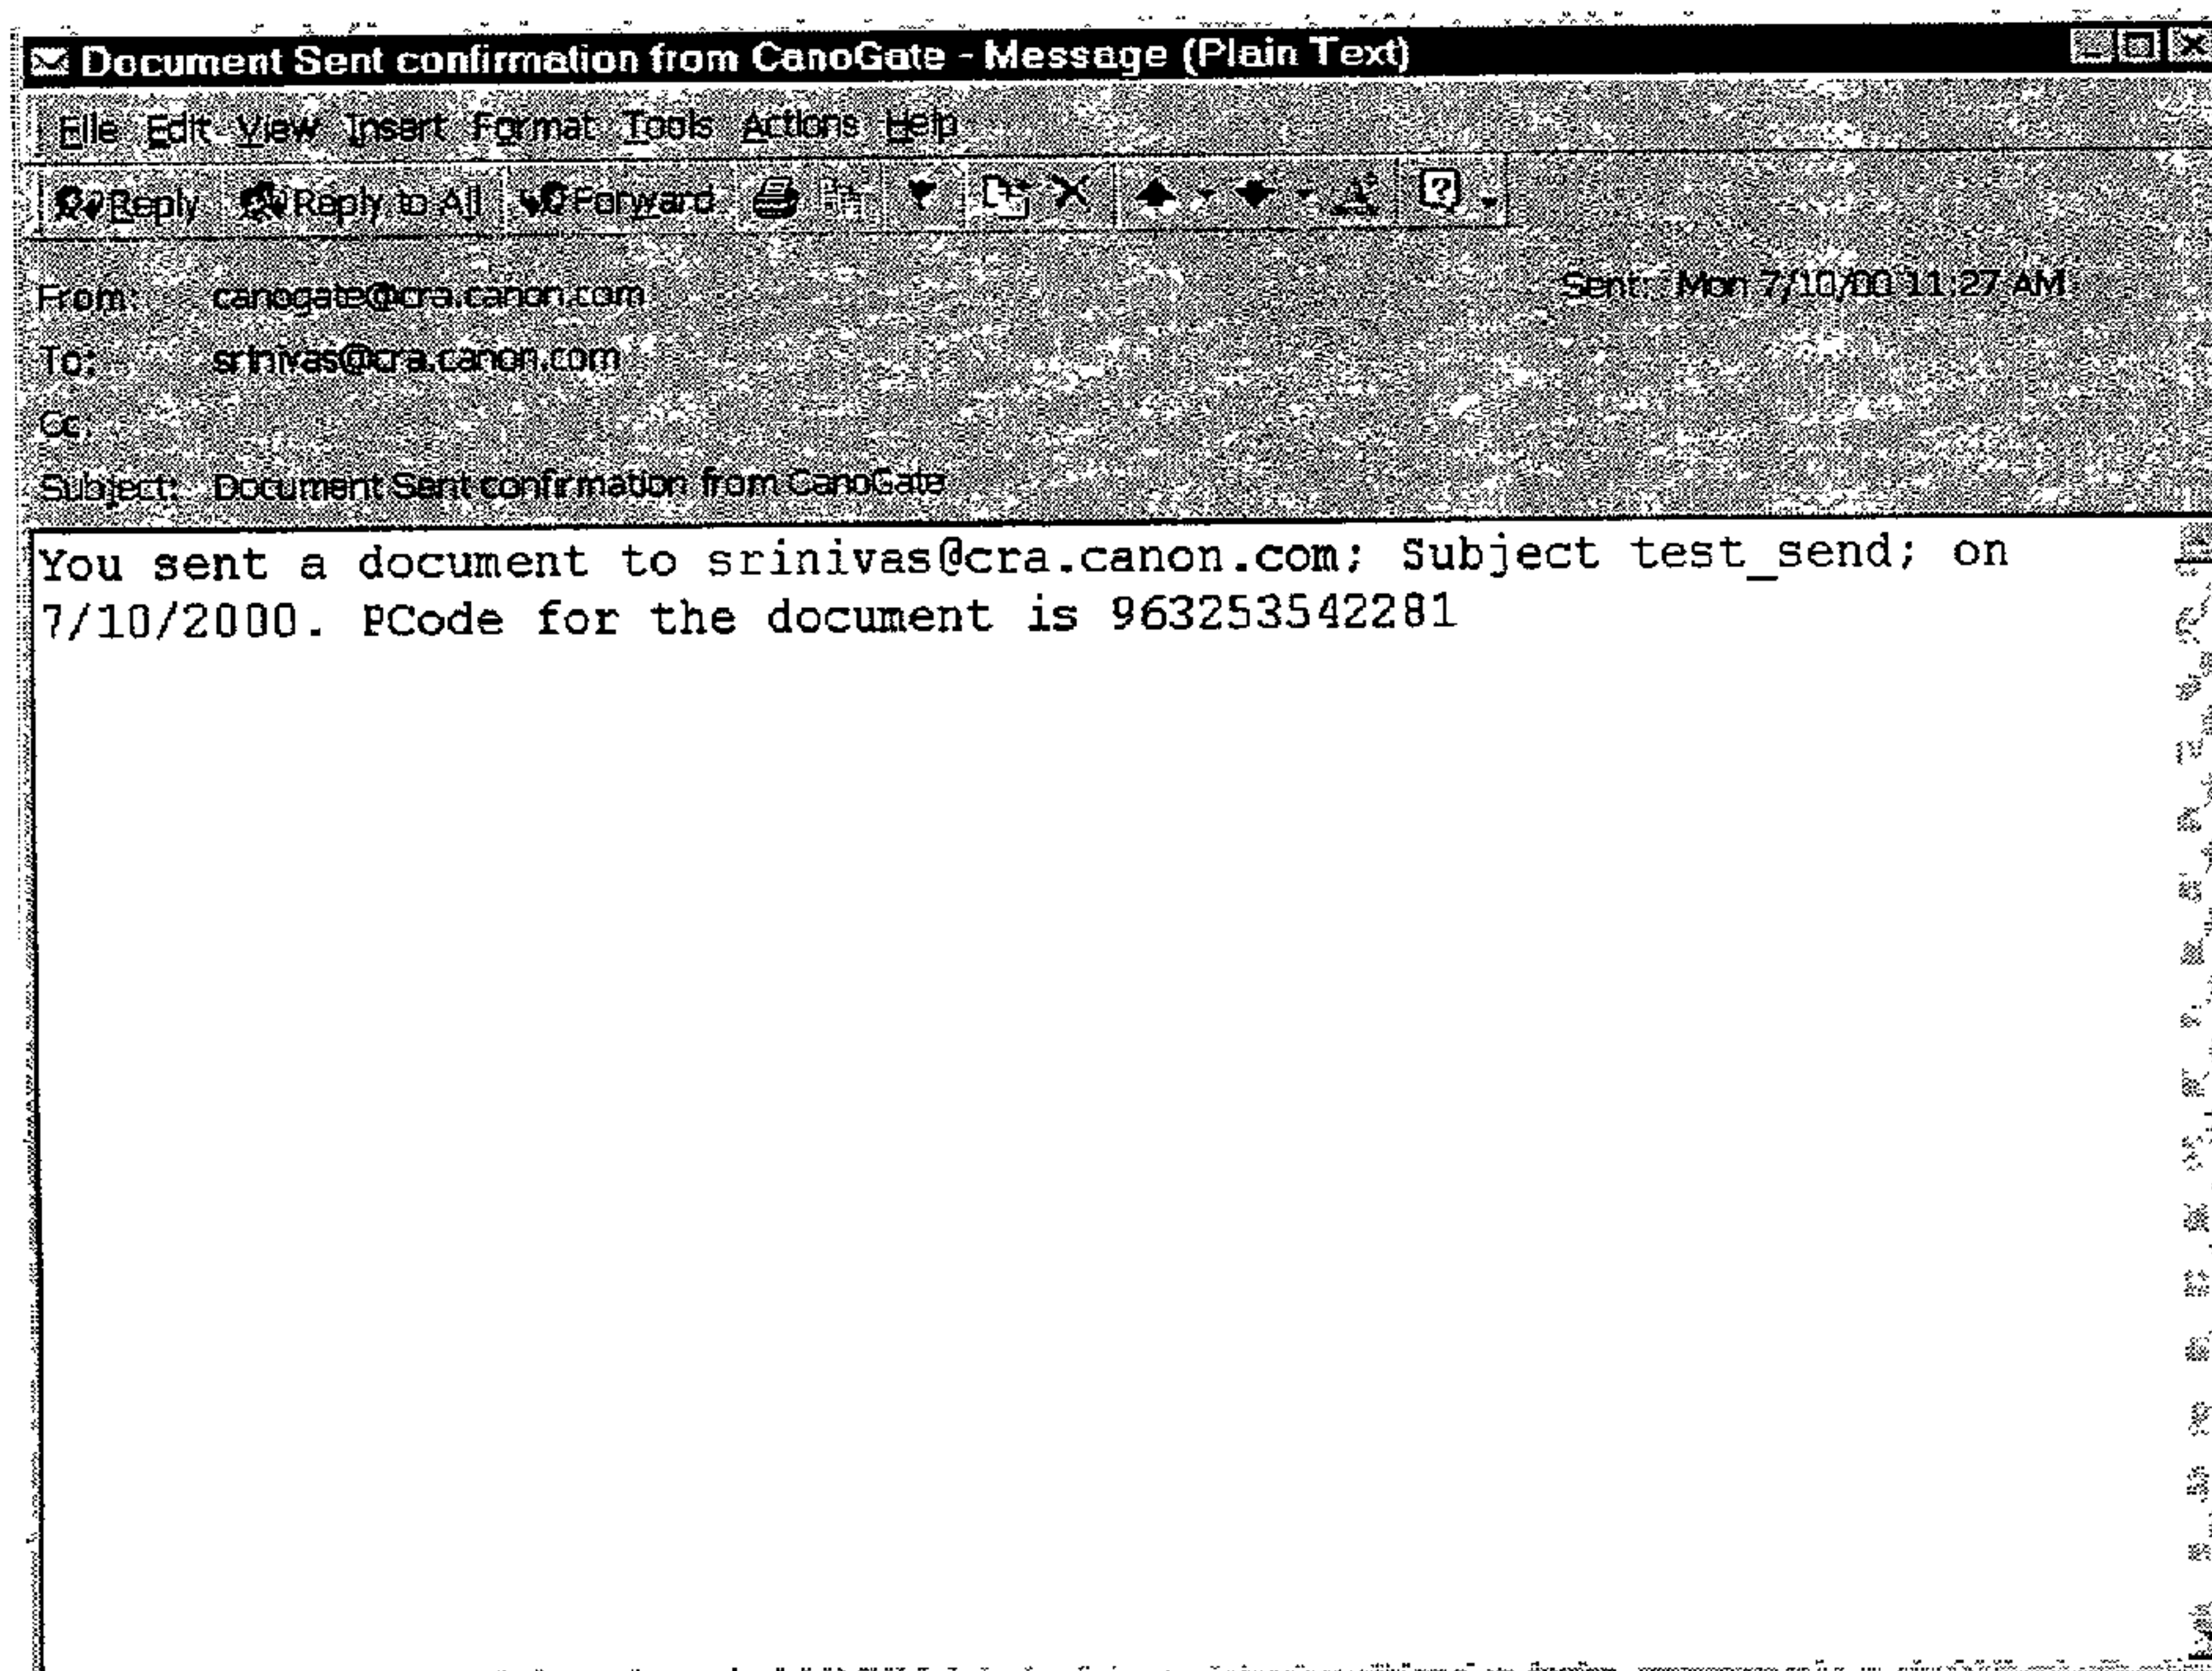 Document Sent confirmation from CanoGate - Message (Plain Text)
File Edit View Insert Format Tools Actions Help
Reply Reply to All Forward
From: canogate@cra.canon.com Sent: Mon 7/10/00 11:27 AM
To: srinivas@cra.canon.com
Cc:
Subject: Document Sent confirmation from CanoGate
You sent a document to srinivas@cra.canon.com; Subject test_send; on
7/10/2000. PCode for the document is 963253542281